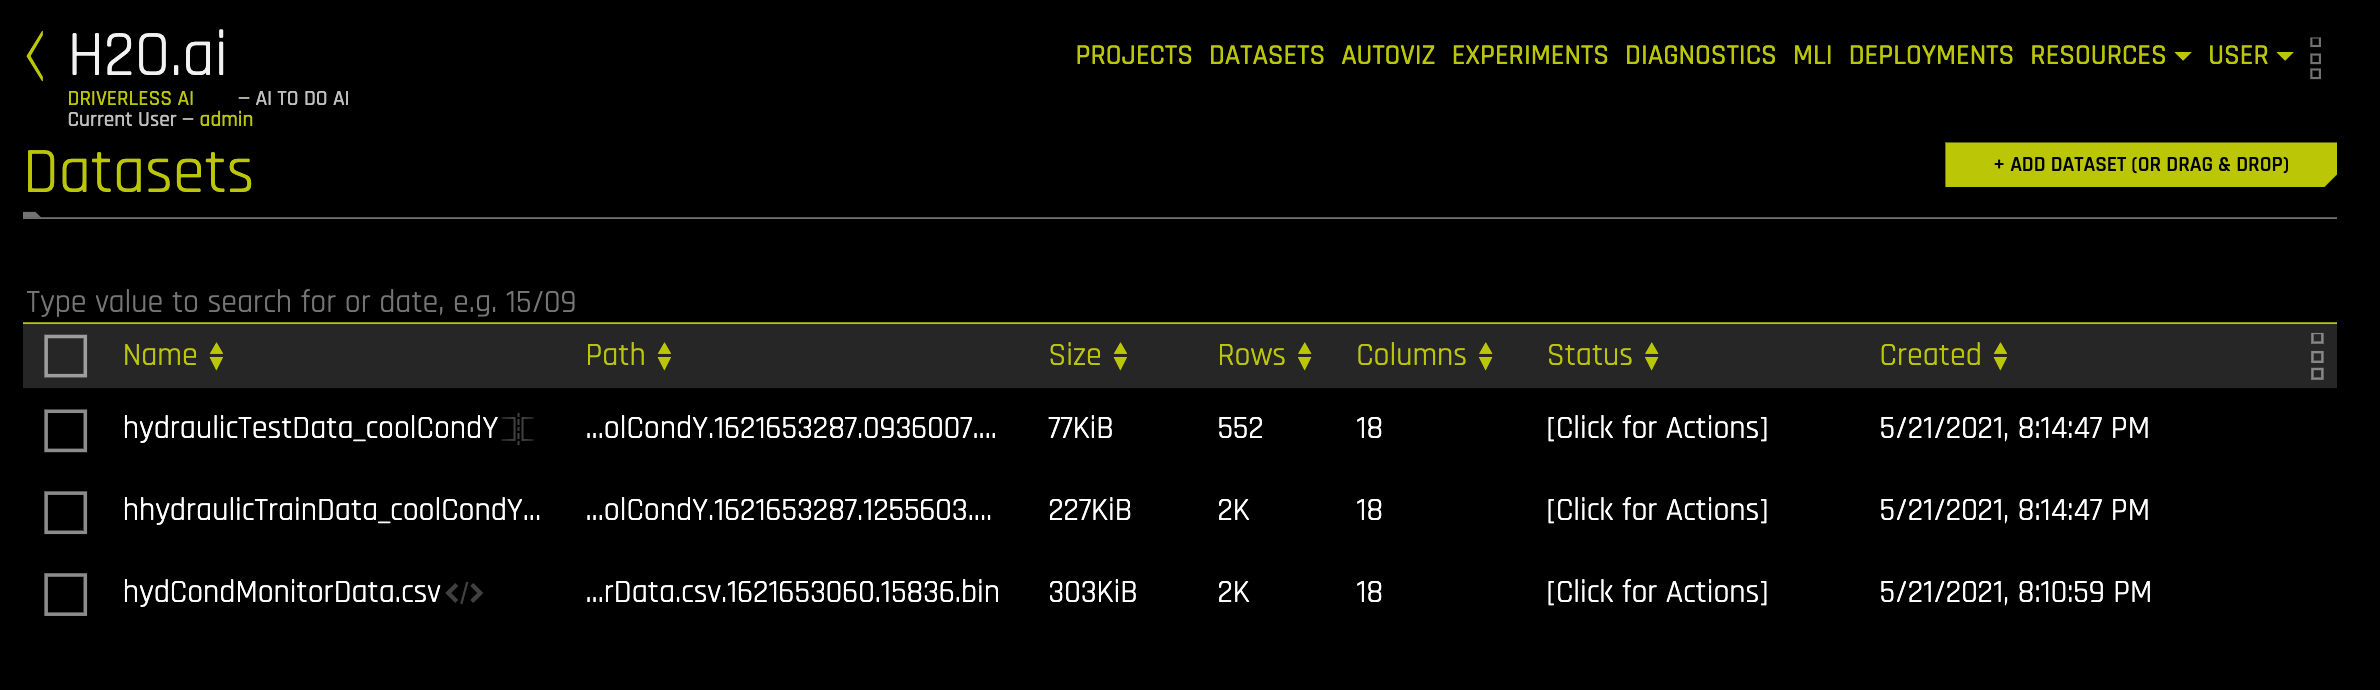 H2O.ai
PROJECTS DATASETS AUTOVIZ EXPERIMENTS DIAGNOSTICS MLI DEPLOYMENTS RESOURCES USER
DRIVERLESS AI — AI TO DO AI
Current User — admin
Datasets
+ ADD DATASET (OR DRAG & DROP)
Type value to search for or date, e.g. 15/09
Name Path Size Rows Columns Status Created
hydraulicTestData_coolCondY ...olCondY.1621653287.0936007.... 77KiB 552 18 [Click for Actions] 5/21/2021, 8:14:47 PM
hhydraulicTrainData_coolCondY... ...olCondY.1621653287.1255603.... 227KiB 2K 18 [Click for Actions] 5/21/2021, 8:14:47 PM
hydCondMonitorData.csv ...rData.csv.1621653060.15836.bin 303KiB 2K 18 [Click for Actions] 5/21/2021, 8:10:59 PM